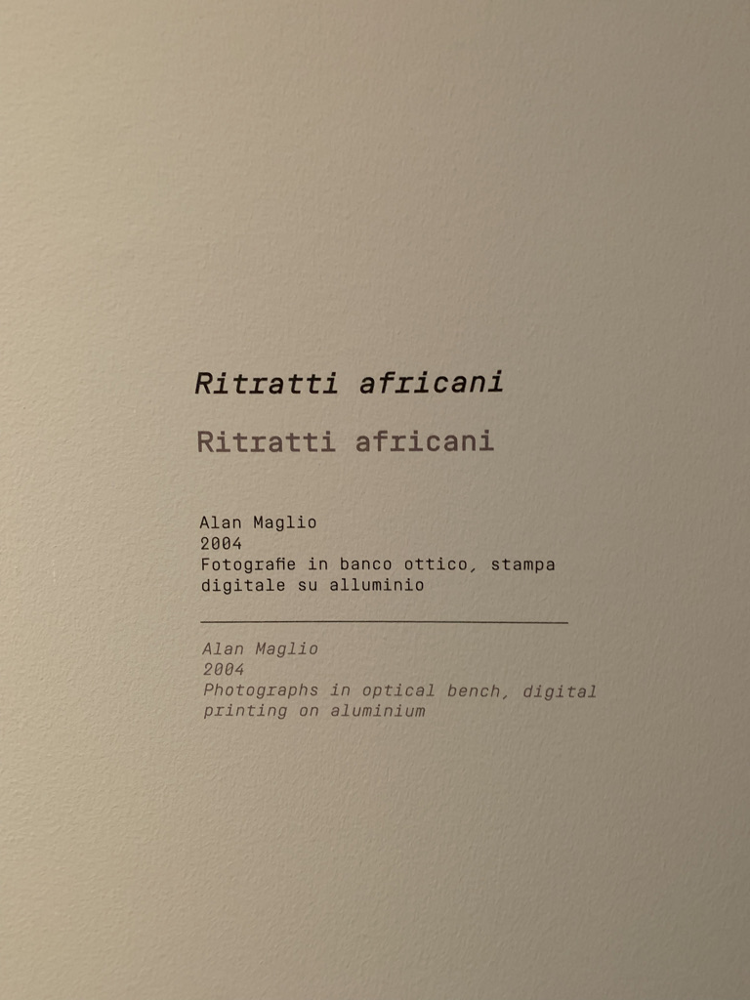 Ritratti africani
Ritratti africani
Alan Maglio
2004
Fotografie in banco ottico, stampa
digitale su alluminio
Alan Maglio
2004
Photographs in optical bench, digital
printing on aluminium